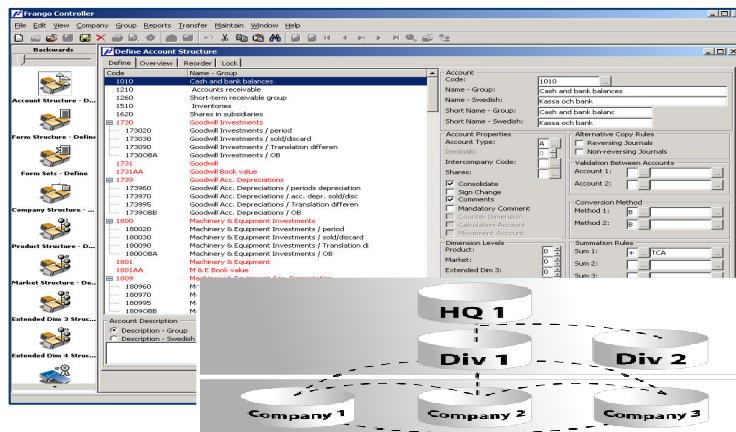 Frango Controller
File Edit View Company Group Reports Transfer Maintain Window Help
Backwards
Account Structure - D...
Form Structure - Define
Form Sets - Define
Company Structure - ...
Product Structure - De...
Market Structure - De...
Extended Dim 3 Struc...
Extended Dim 4 Struc...
Define Account Structure
Define Overview Reorder Lock
Code Name - Group
1010 Cash and bank balances
1210 Accounts receivable
1260 Short-term receivable group
1510 Inventories
1620 Shares in subsidiaries
1730 Goodwill Investments
173020 Goodwill Investments / period
173030 Goodwill Investments / sold/discard
173090 Goodwill Investments / Translation differen
1730OBA Goodwill Investments / OB
1731 Goodwill
1731AA Goodwill Book value
1739 Goodwill Acc. Depreciations
173960 Goodwill Acc. Depreciations / periods depreciation
173970 Goodwill Acc. Depreciations / acc. depr. sold/disc
173995 Goodwill Acc. Depreciations / Translation differen
1739OBB Goodwill Acc. Depreciations / OB
1800 Machinery & Equipment Investments
180020 Machinery & Equipment Investments / period
180030 Machinery & Equipment Investments / sold/discard
180090 Machinery & Equipment Investments / Translation di
1800OBA Machinery & Equipment Investments / OB
1801 Machinery & Equipment
1801AA M & E Book value
1809
180960
180970
180995
1809OBB
Account Description
Description - Group
Description - Swedish
Account
Code: 1010 ...
Name - Group: Cash and bank balances
Name - Swedish: Kassa och bank
Short Name - Group: Cash and bank balanc
Short Name - Swedish: Kassa och bank
Account Properties
Account Type: A ...
Decimals: 0
Intercompany Code: ...
Shares: ...
Consolidate
Sign Change
Comments
Mandatory Comment
Counter Dimension
Calculation Account
Movement Account
Dimension Levels
Product: 0
Market: 0
Extended Dim 3: 0
Alternative Copy Rules
Reversing Journals
Non-reversing Journals
Validation Between Accounts
Account 1: ...
Account 2: ...
Conversion Method
Method 1: B ...
Method 2: B ...
Summation Rules
Sum 1: + ... TCA
Sum 2: ...
Sum 3:
HQ 1
Div 1
Div 2
Company 1
Company 2
Company 3